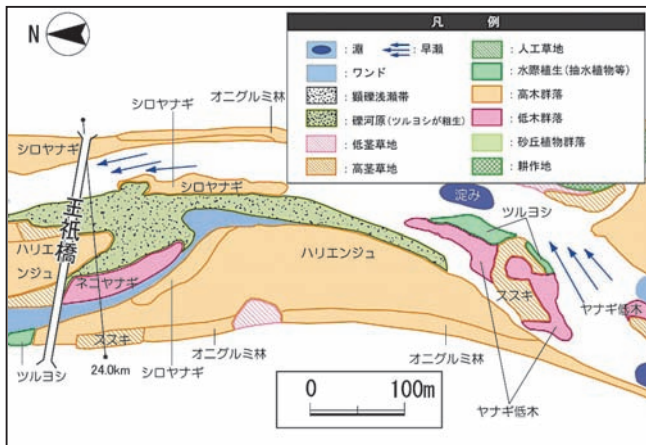 N
凡 例
：淵
：早瀬
：ワンド
：顕礫浅瀬帯
：礫河原(ツルヨシが粗生)
：低茎草地
：高茎草地
：人工草地
：水際植生(抽水植物等)
：高木群落
：低木群落
：砂丘植物群落
：耕作地
オニグルミ林
シロヤナギ
シロヤナギ
シロヤナギ
淀み
ツルヨシ
玉祇橋
ハリエ
ンジュ
ハリエンジュ
ネコヤナギ
ススキ
ヤナギ低木
ススキ
オニグルミ林
オニグルミ林
ツルヨシ
24.0km
シロヤナギ
ヤナギ低木
0 100m